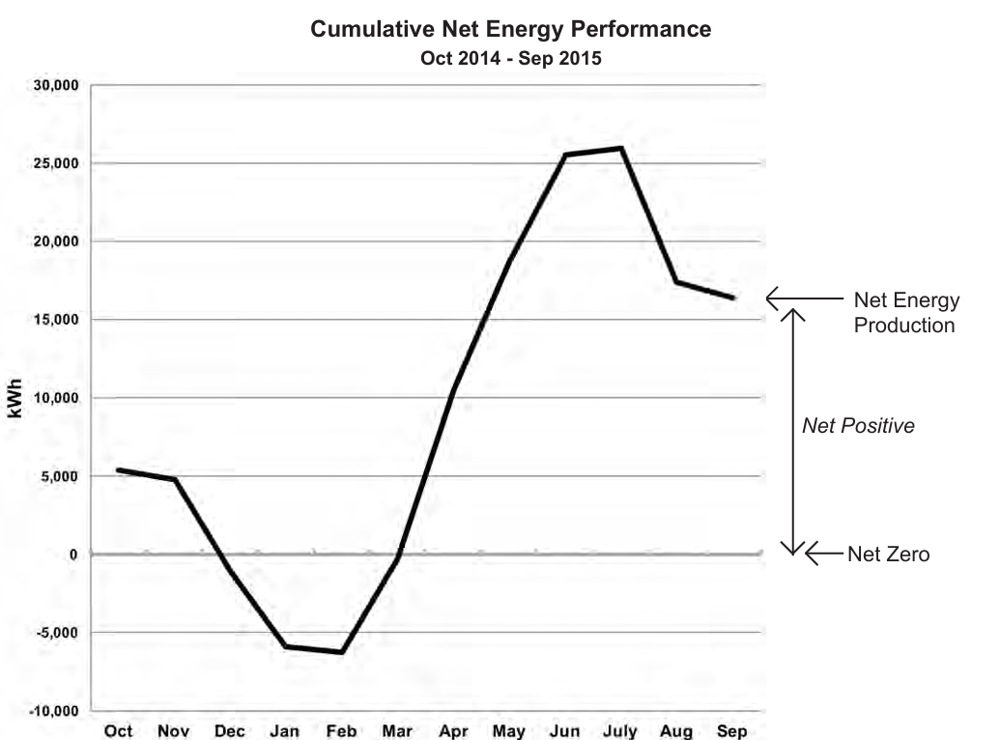 Cumulative Net Energy Performance
Oct 2014 - Sep 2015
30,000
25,000
20,000
15,000
10,000
5,000
0
-5,000
-10,000
kWh
Oct Nov Dec Jan Feb Mar Apr May Jun July Aug Sep
Net Energy
Production
Net Positive
Net Zero